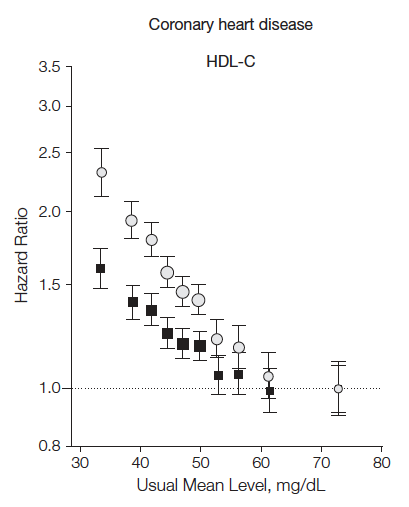 Coronary heart disease
HDL-C
3.5
3.0
2.5
2.0
1.5
1.0
0.8
Hazard Ratio
30 40 50 60 70 80
Usual Mean Level, mg/dL